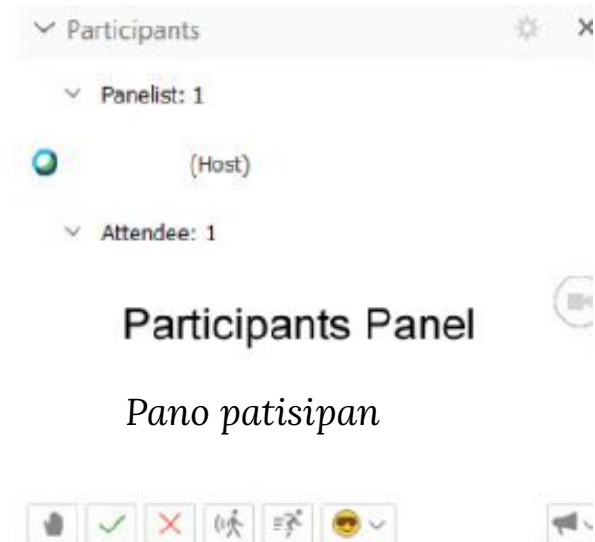 Participants
Panelist: 1
(Host)
Attendee: 1
Participants Panel
Pano patisipan